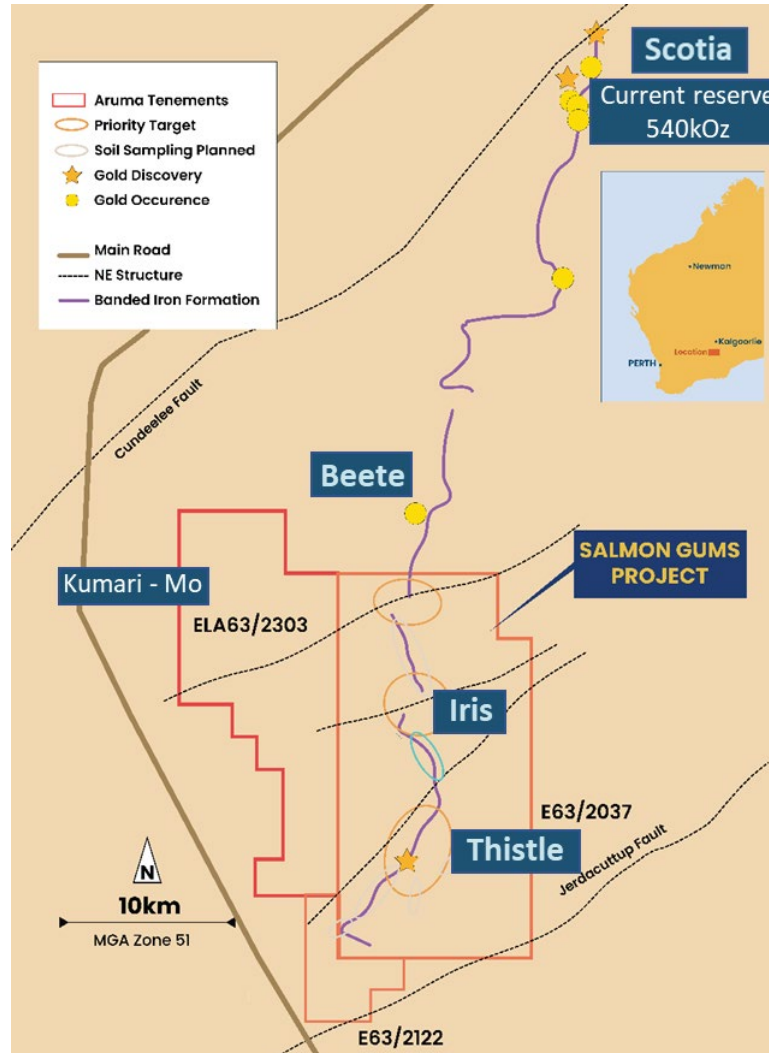 Aruma Tenements
Priority Target
Soil Sampling Planned
Gold Discovery
Gold Occurence
Main Road
NE Structure
Banded Iron Formation
Scotia
Current reserve
540kOz
Newman
Kalgoorlie
Location
PERTH
Cundeelee Fault
Beete
SALMON GUMS
PROJECT
Kumari - Mo
ELA63/2303
Iris
E63/2037
Thistle
Jerdacuttup Fault
N
10km
MGA Zone 51
E63/2122